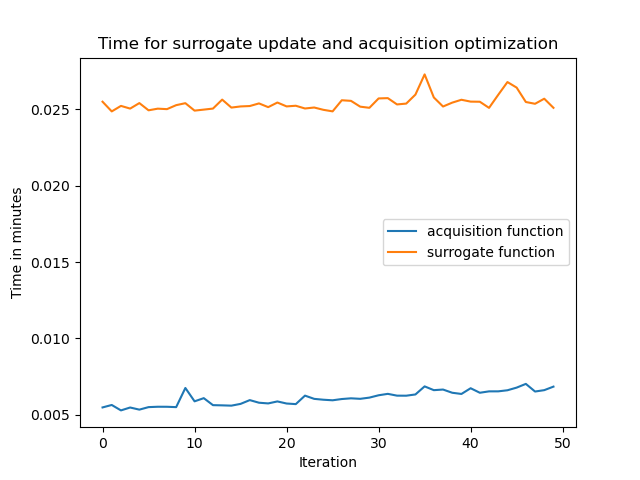 Time for surrogate update and acquisition optimization
Time in minutes
0.025
0.020
0.015
0.010
0.005
acquisition function
surrogate function
0 10 20 30 40 50
Iteration